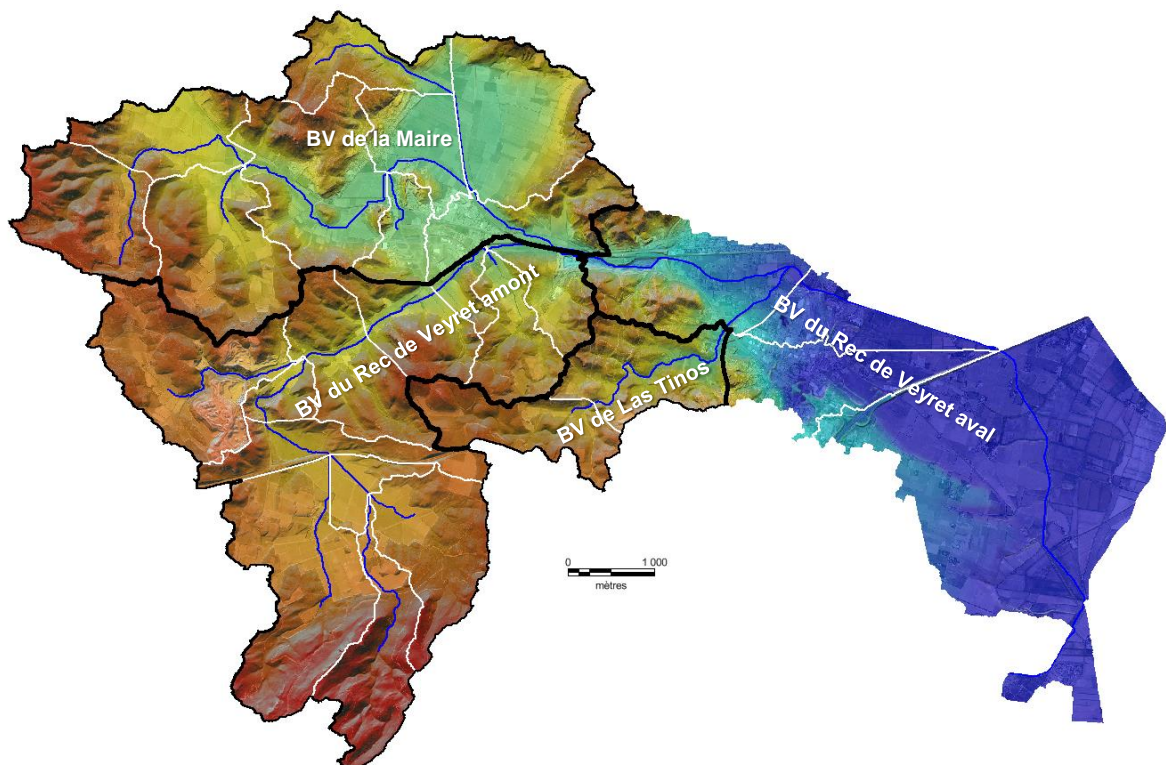 BV de la Maire
BV du Rec de Veyret amont
BV du Rec de Veyret aval
BV de Las Tinos
0 1 000
mètres